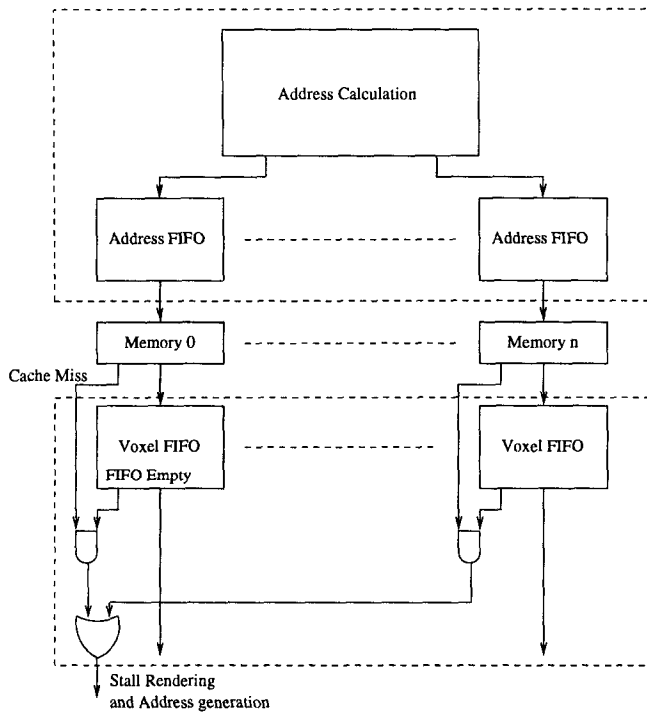 Address Calculation
Address FIFO
Address FIFO
Memory 0
Memory n
Cache Miss
Voxel FIFO
Voxel FIFO
FIFO Empty
Stall Rendering
and Address generation